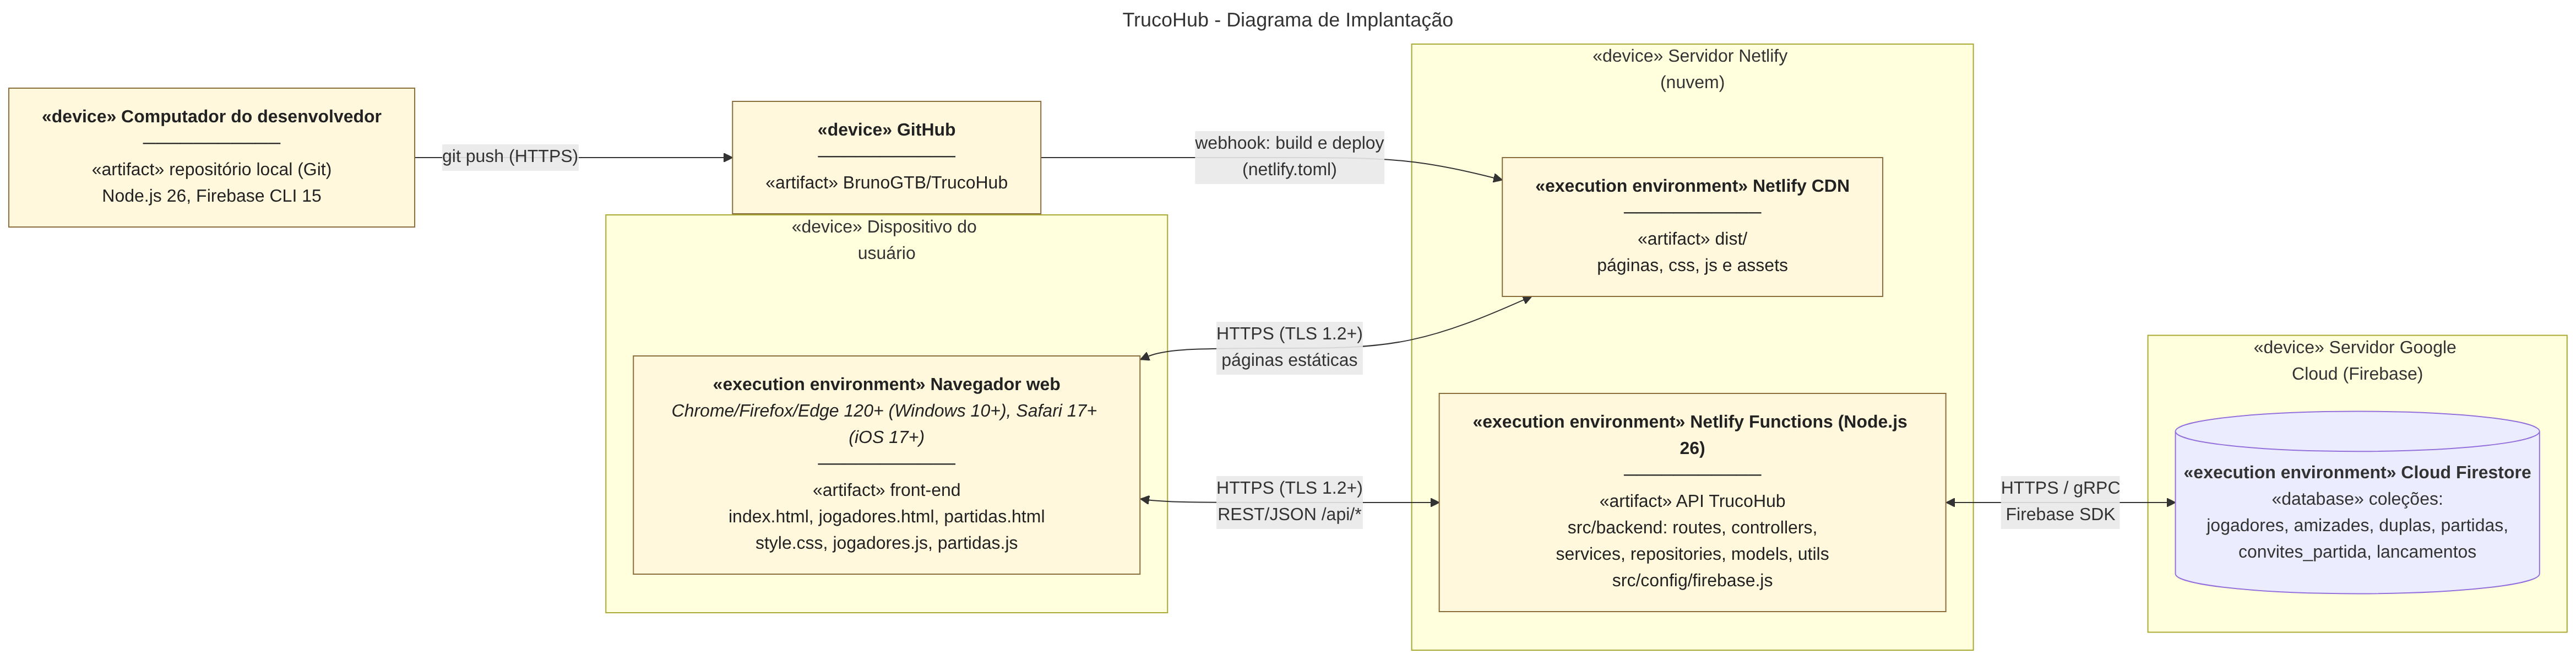 TrucoHub - Diagrama de Implantação
«device» Computador do desenvolvedor
«artifact» repositório local (Git)
Node.js 26, Firebase CLI 15
git push (HTTPS)
«device» GitHub
«artifact» BrunoGTB/TrucoHub
webhook: build e deploy
(netlify.toml)
«device» Servidor Netlify
(nuvem)
«execution environment» Netlify CDN
«artifact» dist/
páginas, css, js e assets
«device» Dispositivo do
usuário
«execution environment» Navegador web
Chrome/Firefox/Edge 120+ (Windows 10+), Safari 17+
(iOS 17+)
«artifact» front-end
index.html, jogadores.html, partidas.html
style.css, jogadores.js, partidas.js
HTTPS (TLS 1.2+)
páginas estáticas
HTTPS (TLS 1.2+)
REST/JSON /api/*
«execution environment» Netlify Functions (Node.js
26)
«artifact» API TrucoHub
src/backend: routes, controllers,
services, repositories, models, utils
src/config/firebase.js
HTTPS / gRPC
Firebase SDK
«device» Servidor Google
Cloud (Firebase)
«execution environment» Cloud Firestore
«database» coleções:
jogadores, amizades, duplas, partidas,
convites_partida, lancamentos